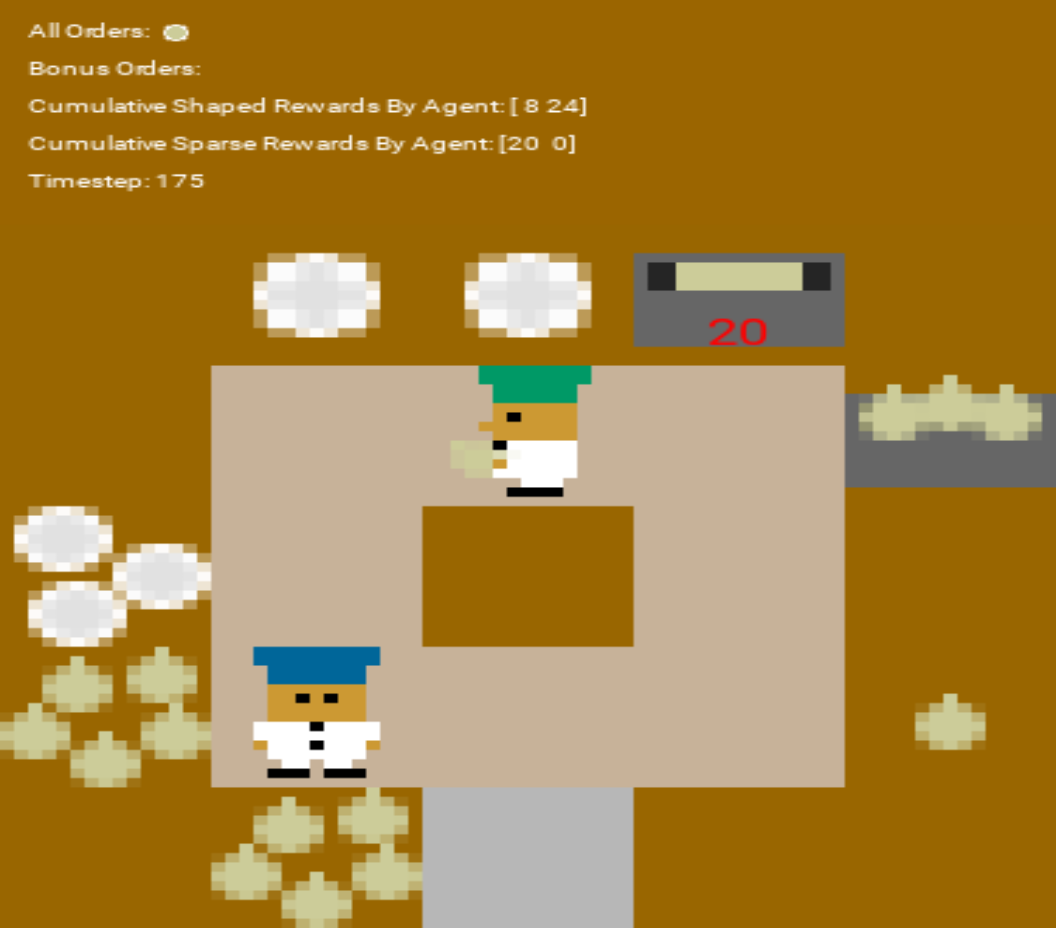 All Orders:
Bonus Orders:
Cumulative Shaped Rewards By Agent: [ 8 24]
Cumulative Sparse Rewards By Agent: [20  0]
Timestep: 175
20